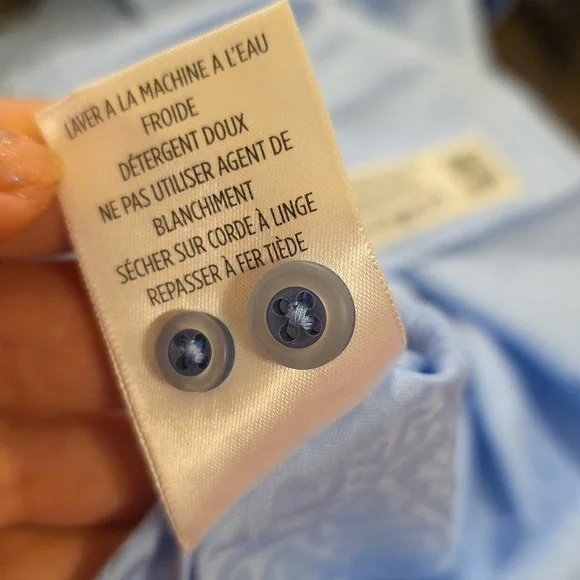 LAVER A LA MACHINE A L'EAU
FROIDE
DÉTERGENT DOUX
NE PAS UTILISER AGENT DE
BLANCHIMENT
SÉCHER SUR CORDE À LINGE
REPASSER À FER TIÈDE